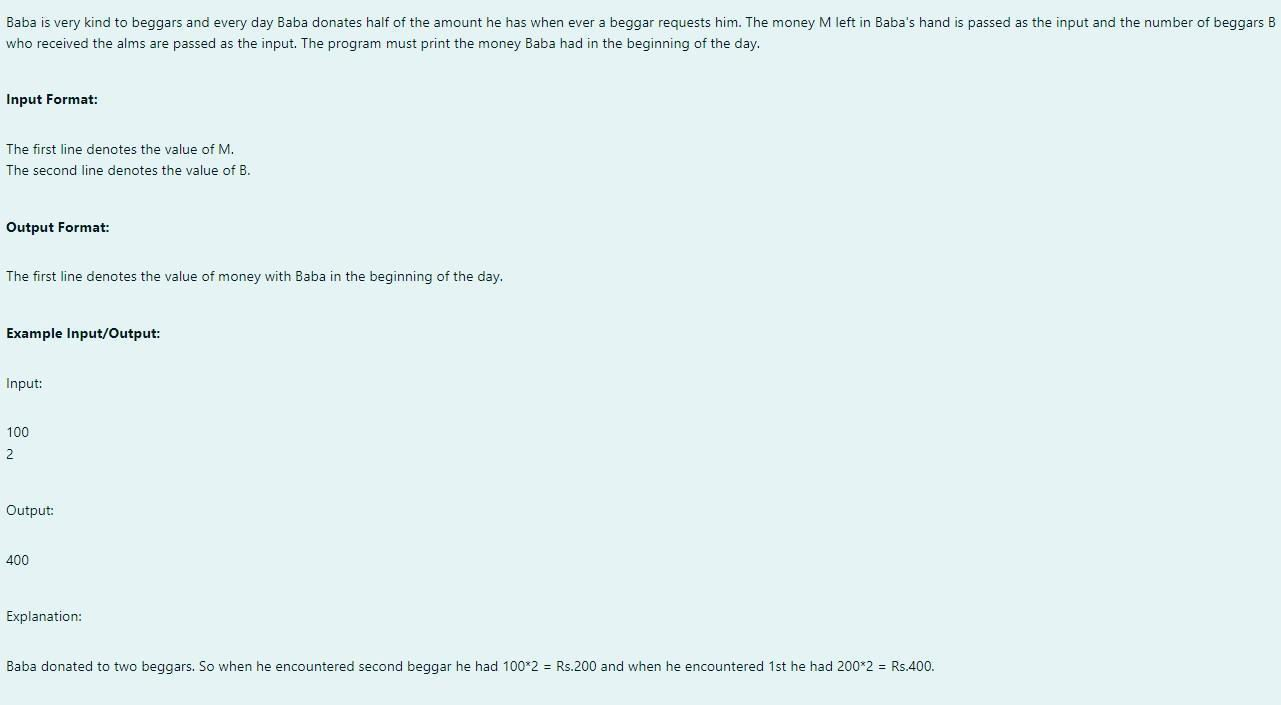 Baba is very kind to beggars and every day Baba donates half of the amount he has when ever a beggar requests him. The money M left in Baba's hand is passed as the input and the number of beggars B
who received the alms are passed as the input. The program must print the money Baba had in the beginning of the day.
Input Format:
The first line denotes the value of M.
The second line denotes the value of B.
Output Format:
The first line denotes the value of money with Baba in the beginning of the day.
Example Input/Output:
Input:
100
2
Output:
400
Explanation:
Baba donated to two beggars. So when he encountered second beggar he had 100*2 = Rs.200 and when he encountered 1st he had 200*2 = Rs.400.